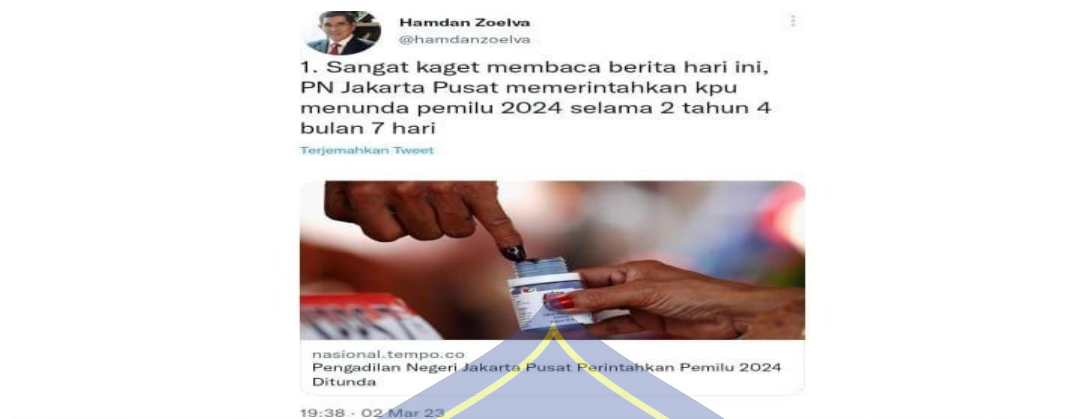 Hamdan Zoelva
@hamdanzoelva
1. Sangat kaget membaca berita hari ini,
PN Jakarta Pusat memerintahkan kpu
menunda pemilu 2024 selama 2 tahun 4
bulan 7 hari
Terjemahkan Tweet
nasional.tempo.co
Pengadilan Negeri Jakarta Pusat Perintahkan Pemilu 2024
Ditunda
19:38 · 02 Mar 23